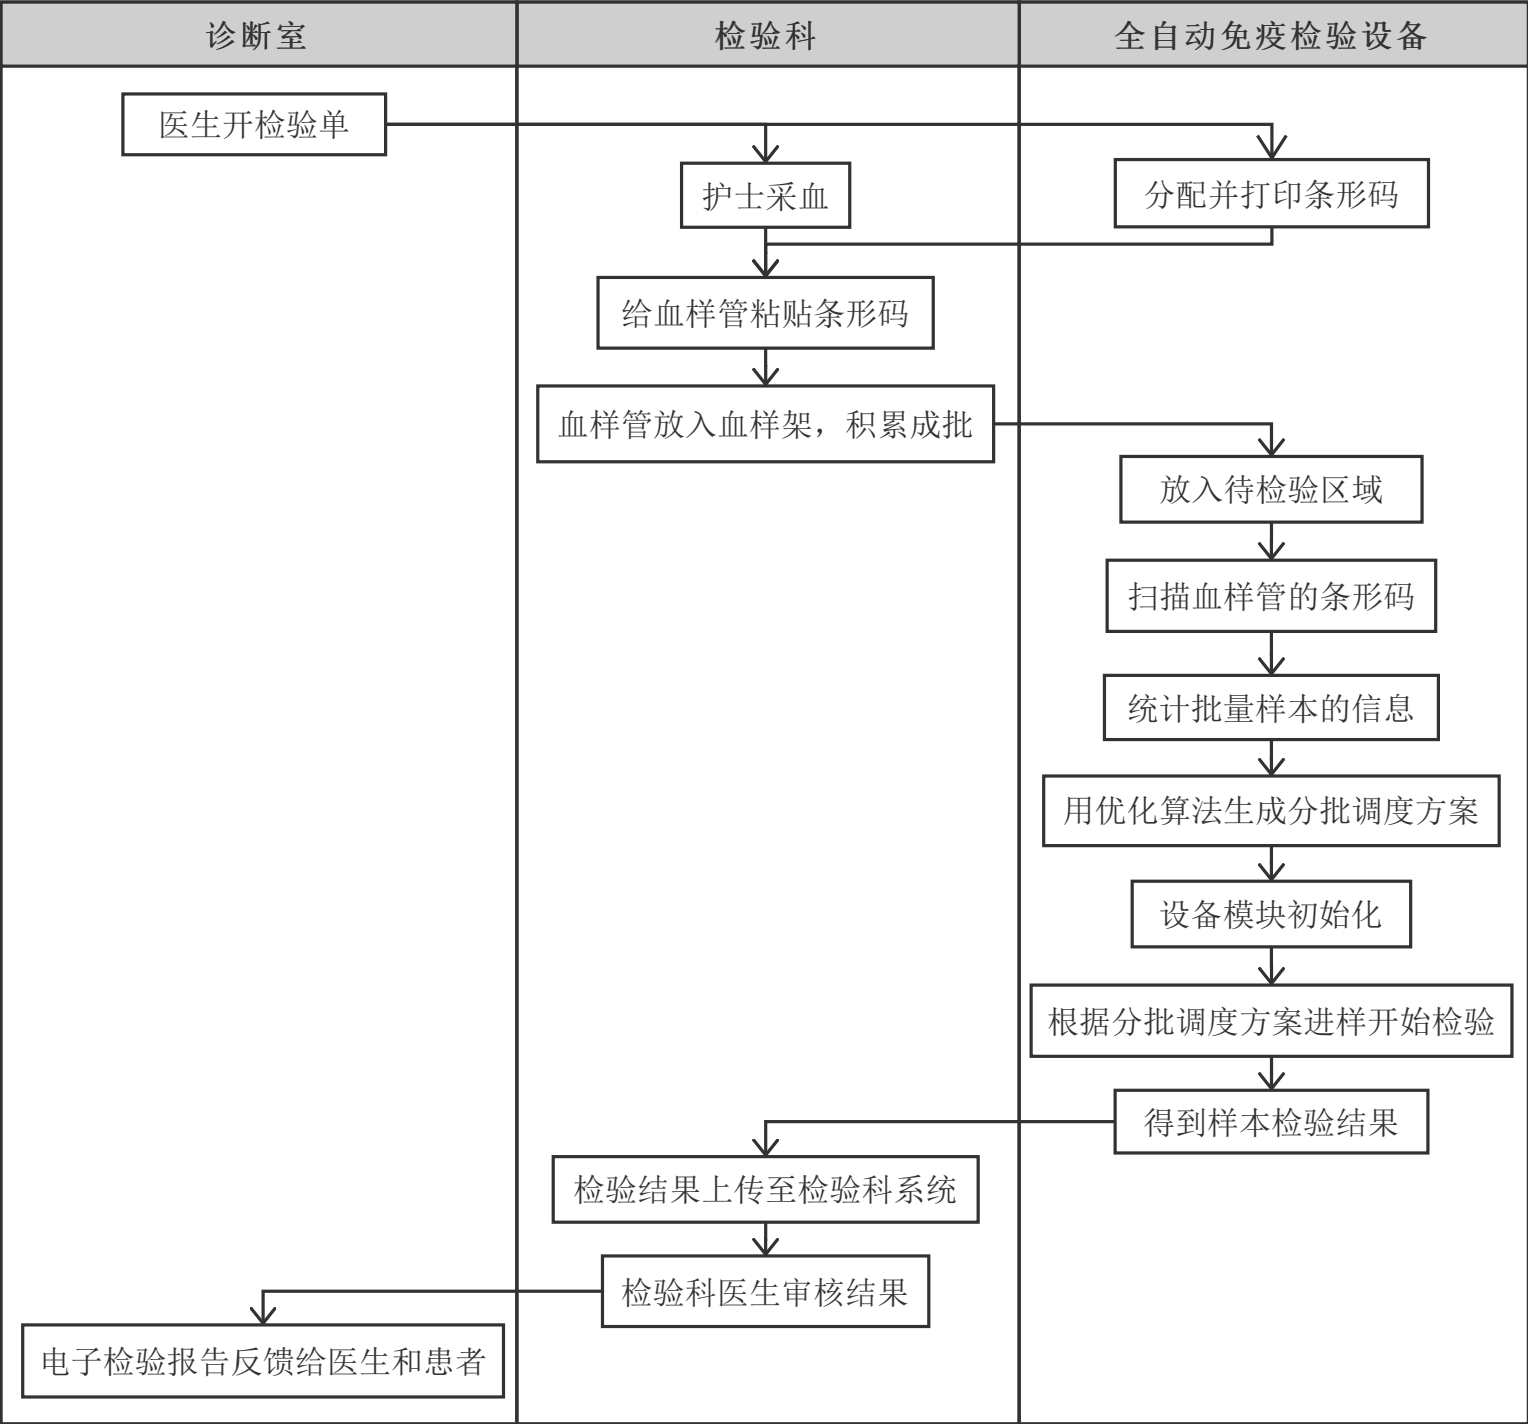 诊断室
检验科
全自动免疫检验设备
医生开检验单
护士采血
分配并打印条形码
给血样管粘贴条形码
血样管放入血样架，积累成批
放入待检验区域
扫描血样管的条形码
统计批量样本的信息
用优化算法生成分批调度方案
设备模块初始化
根据分批调度方案进样开始检验
得到样本检验结果
检验结果上传至检验科系统
检验科医生审核结果
电子检验报告反馈给医生和患者